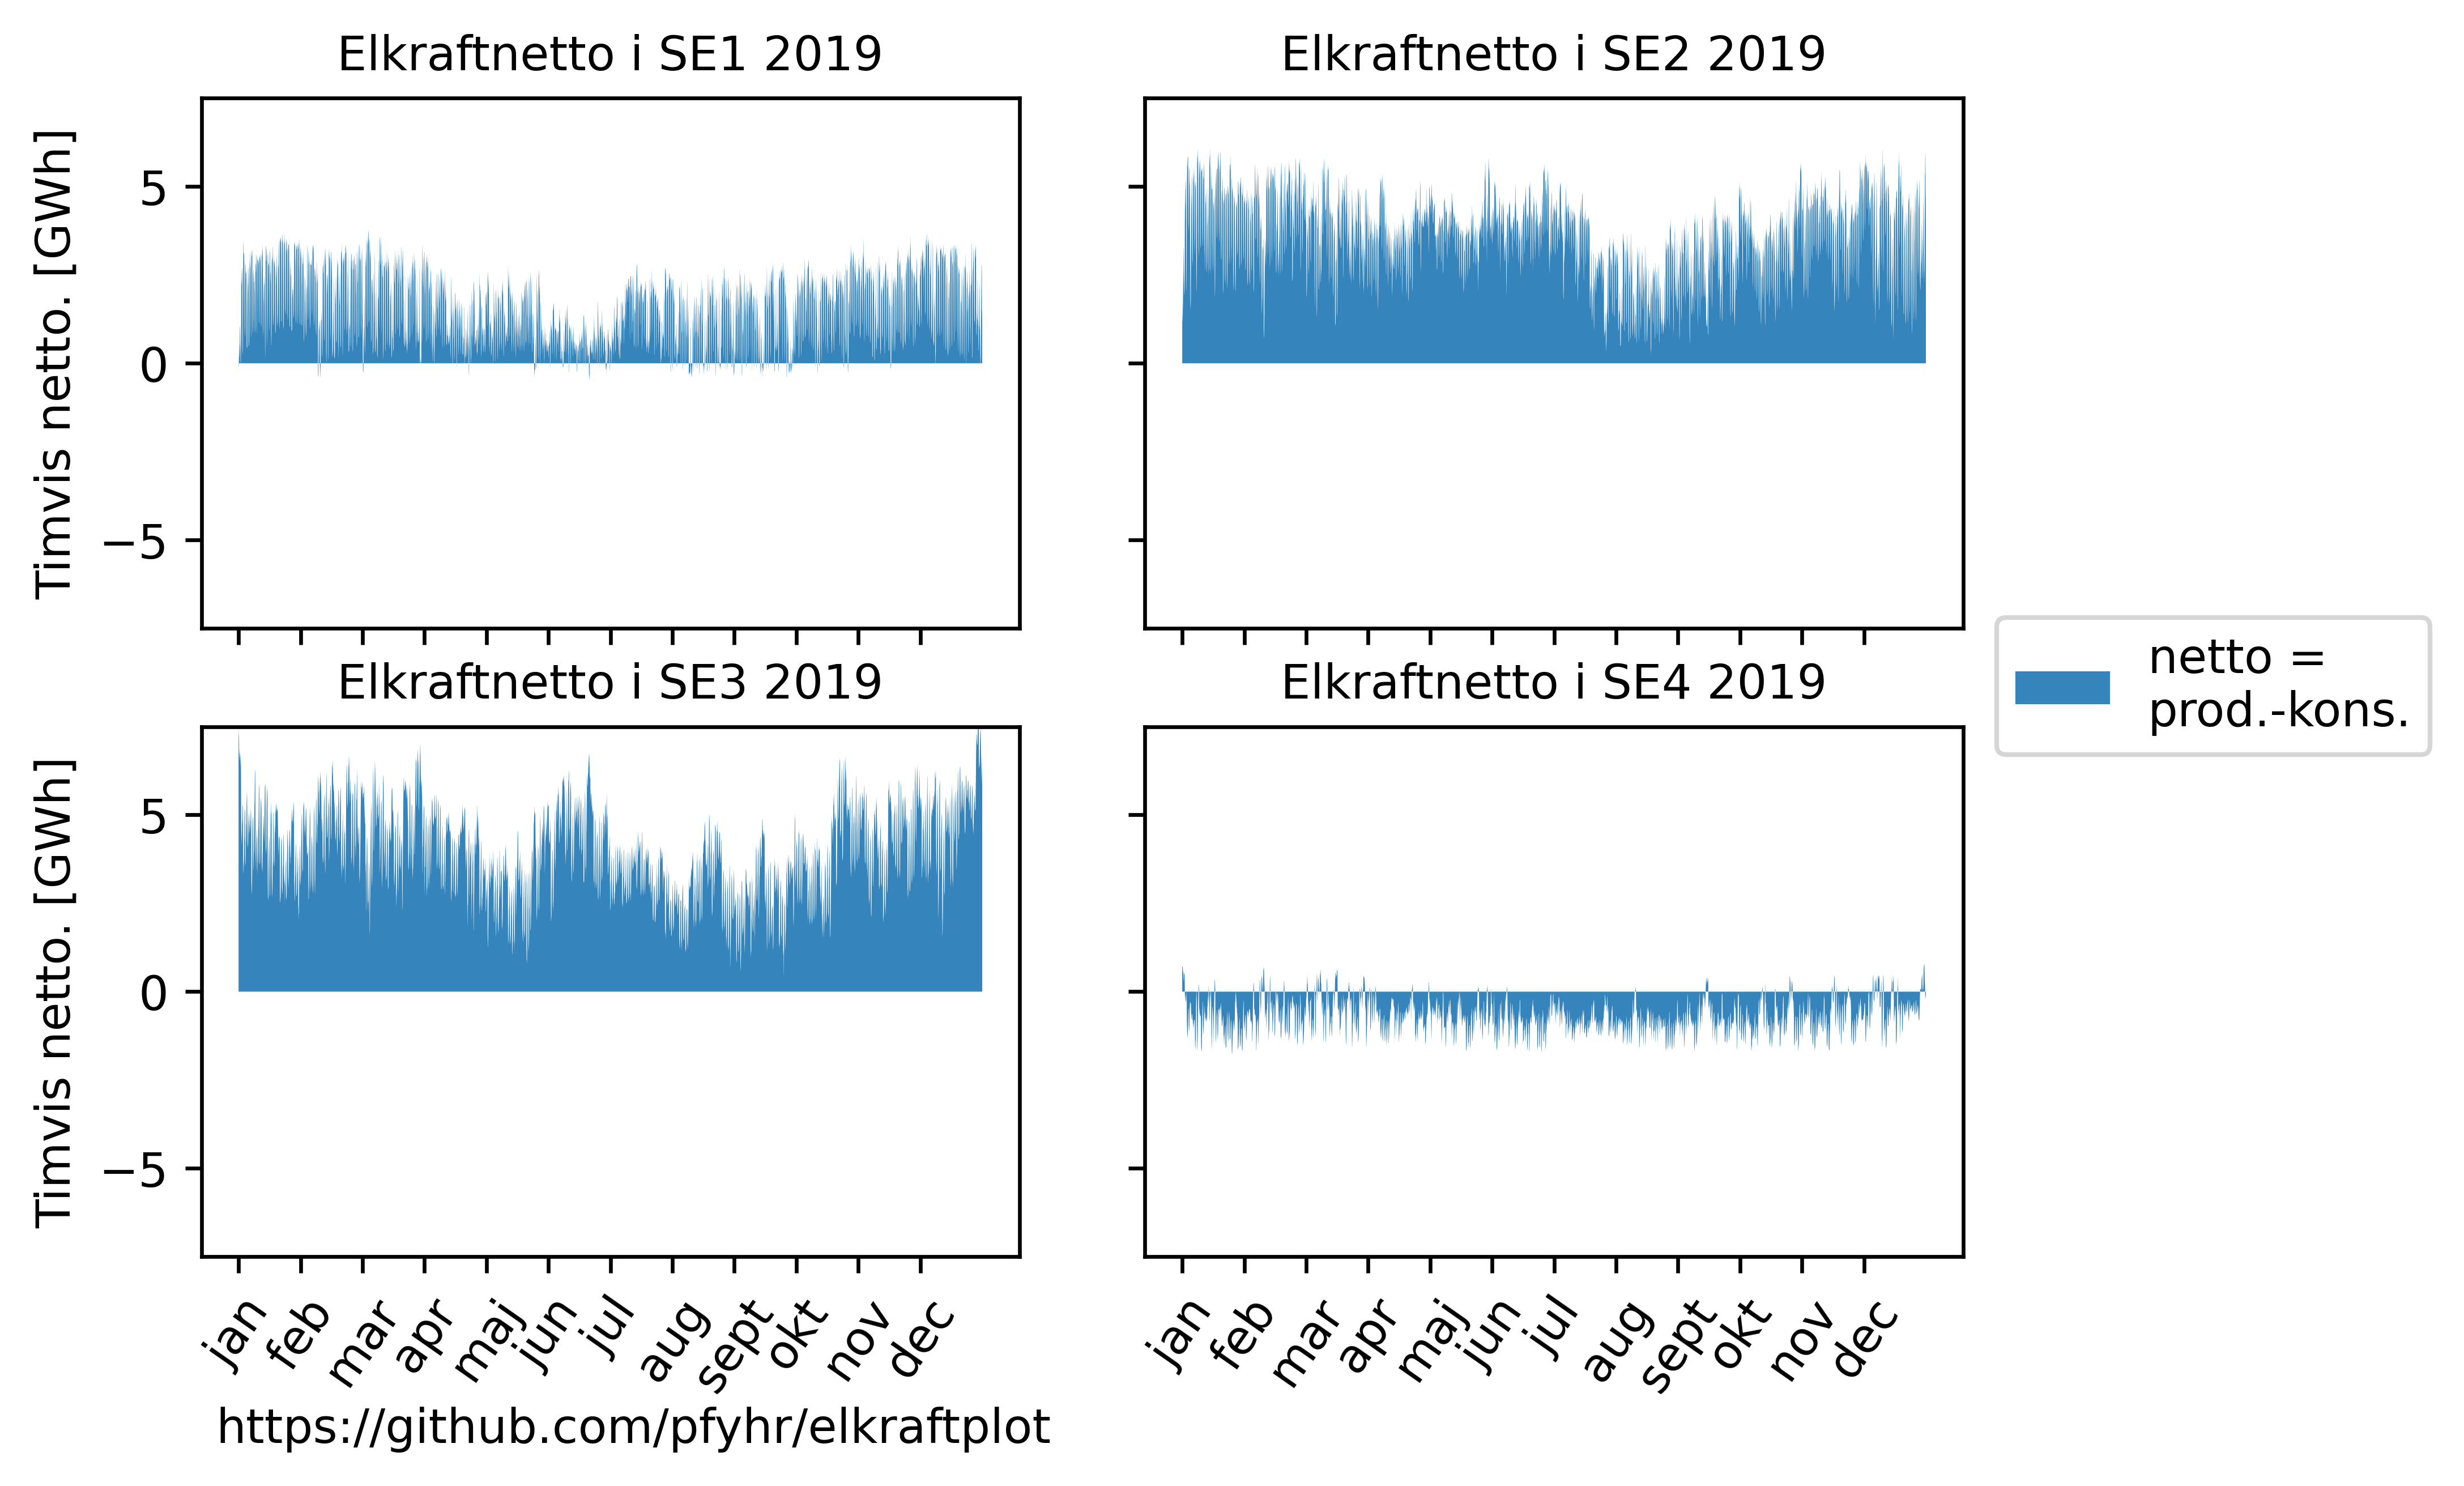 Elkraftnetto i SE1 2019
Elkraftnetto i SE2 2019
Timvis netto. [GWh]
5
0
−5
Elkraftnetto i SE3 2019
Elkraftnetto i SE4 2019
netto =
prod.-kons.
Timvis netto. [GWh]
5
0
−5
jan feb mar apr maj jun jul aug sept okt nov dec
jan feb mar apr maj jun jul aug sept okt nov dec
https://github.com/pfyhr/elkraftplot